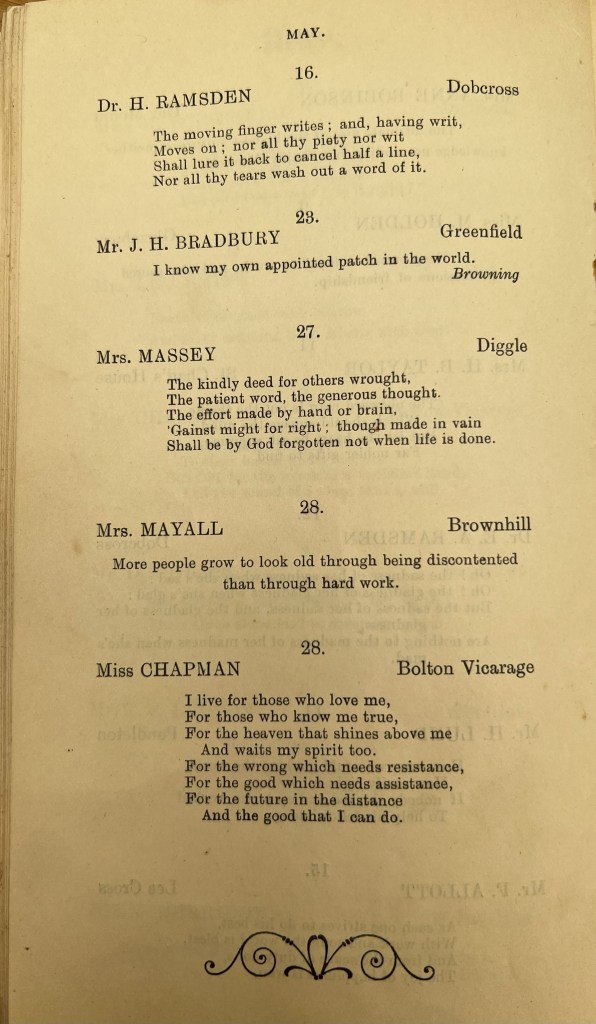 MAY.
16.
Dr. H. RAMSDEN Dobcross
The moving finger writes ; and, having writ,
Moves on ; nor all thy piety nor wit
Shall lure it back to cancel half a line,
Nor all thy tears wash out a word of it.
23.
Mr. J. H. BRADBURY Greenfield
I know my own appointed patch in the world.
Browning
27.
Mrs. MASSEY Diggle
The kindly deed for others wrought,
The patient word, the generous thought.
The effort made by hand or brain,
'Gainst might for right ; though made in vain
Shall be by God forgotten not when life is done.
28.
Mrs. MAYALL Brownhill
More people grow to look old through being discontented
than through hard work.
28.
Miss CHAPMAN Bolton Vicarage
I live for those who love me,
For those who know me true,
For the heaven that shines above me
And waits my spirit too.
For the wrong which needs resistance,
For the good which needs assistance,
For the future in the distance
And the good that I can do.